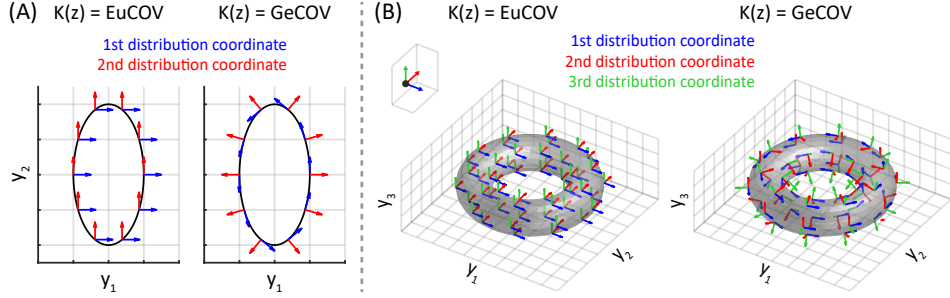 (A) K(z) = EuCOV K(z) = GeCOV
1st distribution coordinate
2nd distribution coordinate
y2
y1 y1
(B) K(z) = EuCOV K(z) = GeCOV
1st distribution coordinate
2nd distribution coordinate
3rd distribution coordinate
y3 y1 y2
y3 y1 y2